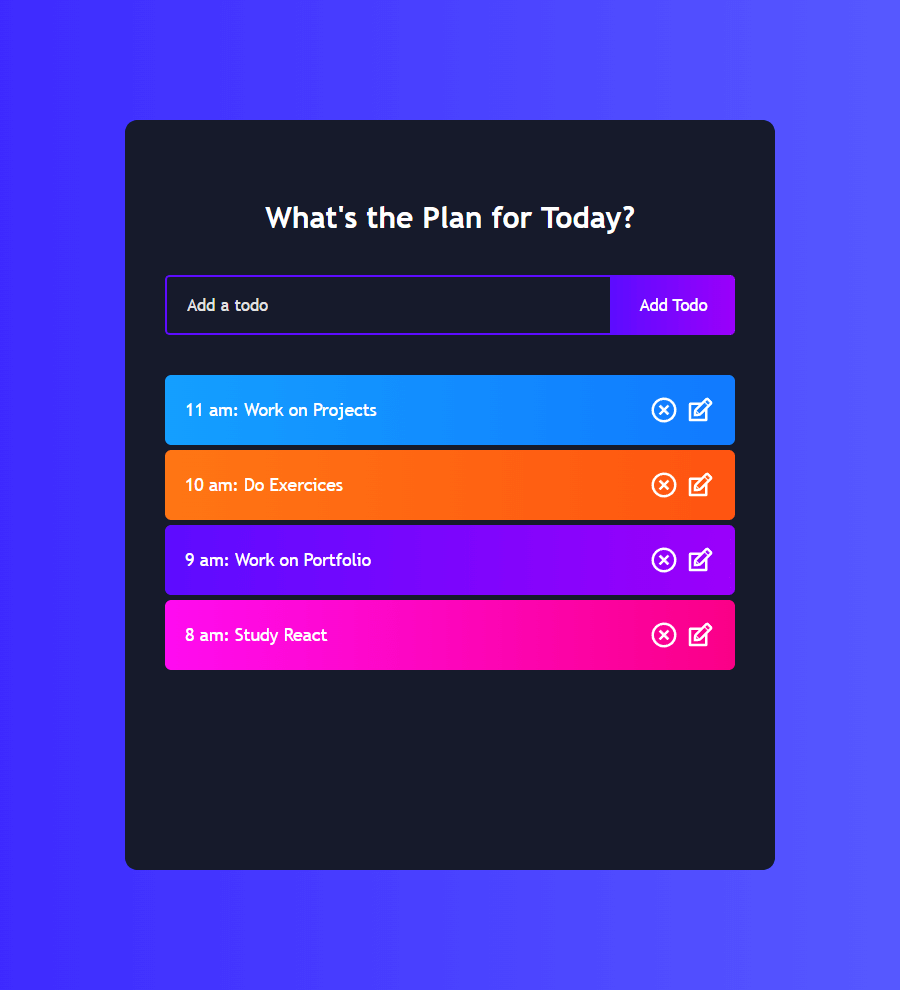 What's the Plan for Today?
Add a todo
Add Todo
11 am: Work on Projects
10 am: Do Exercices
9 am: Work on Portfolio
8 am: Study React